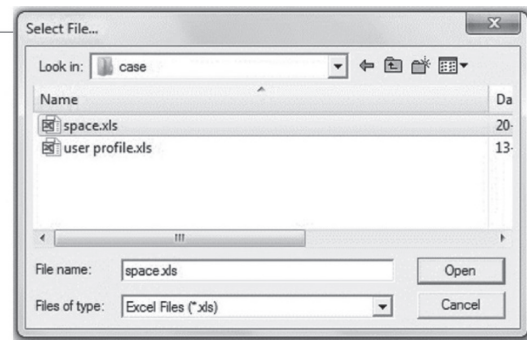 Select File...
Look in: case
Name Da
space.xls 20-
user profile.xls 13-
File name: space.xls Open
Files of type: Excel Files (*.xls) Cancel